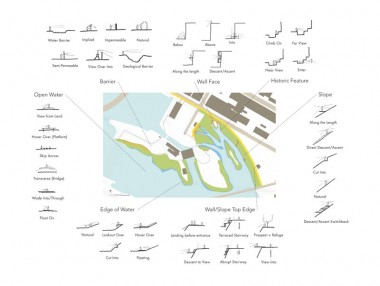 Water Barrier
Implied
Impermeable
Natural
Semi Permeable
View Over Into
Geological Barrier
Below
Above
Into
Along the length
Descent/Ascent
Climb On
Far View
Near View
Enter
Barrier
Wall Face
Historic Feature
Open Water
Slope
View from Land
Hover Over (Platform)
Skip Across
Transverse (Bridge)
Wade into/Through
Float On
Along the length
Direct Descent/Ascent
Cut Into
Natural
Descent/Ascent Switchback
Edge of Water
Wall/Slope Top Edge
Natural
Lookout Over
Hover Over
Cut Into
Floating
Landing before entrance
Terraced Stairway
Prospect + Refuge
Descent to View
Abrupt Stairway
View into